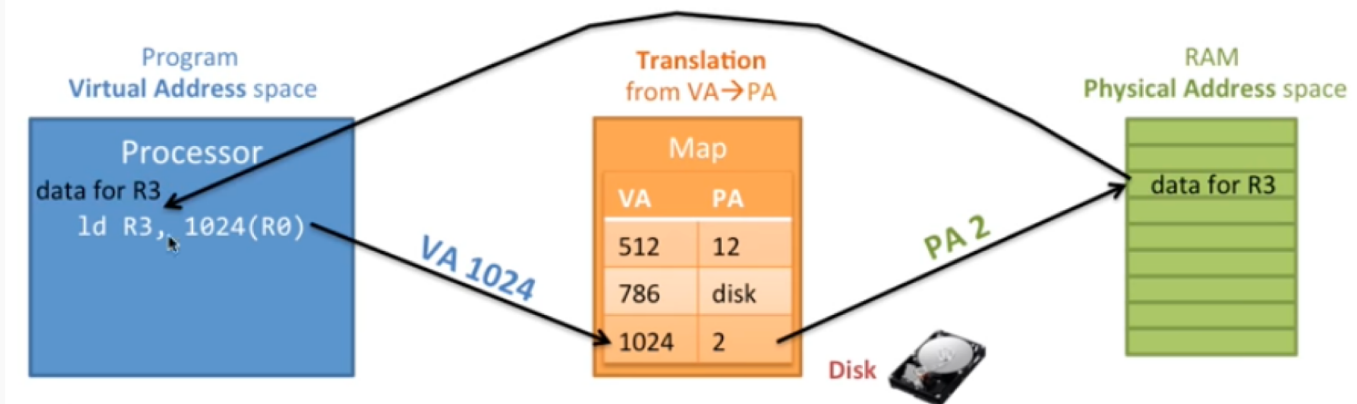 Program
Virtual Address space
Translation
from VA→PA
RAM
Physical Address space
Processor
data for R3
ld R3, 1024(R0)
VA 1024
Map
VA PA
512 12
786 disk
1024 2
PA 2
data for R3
Disk